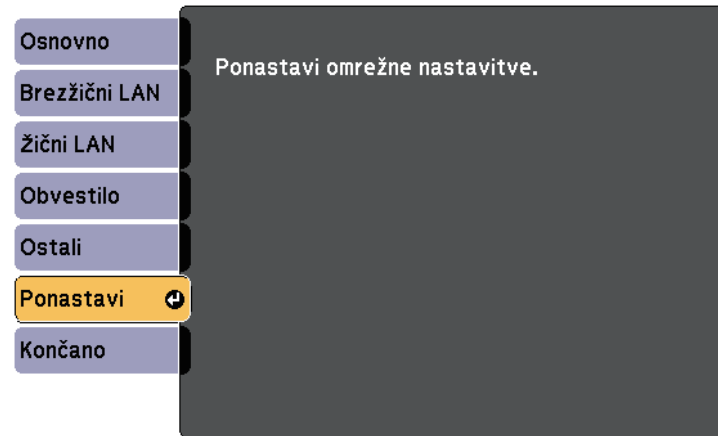 Osnovno
Brezžični LAN
Žični LAN
Obvestilo
Ostali
Ponastavi
Končano
Ponastavi omrežne nastavitve.